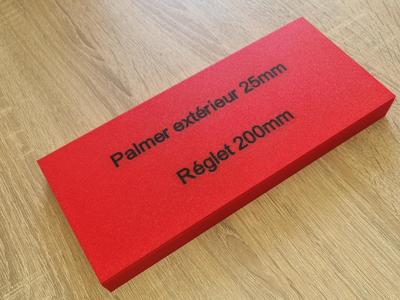 Palmer extérieur 25mm
Réglet 200mm